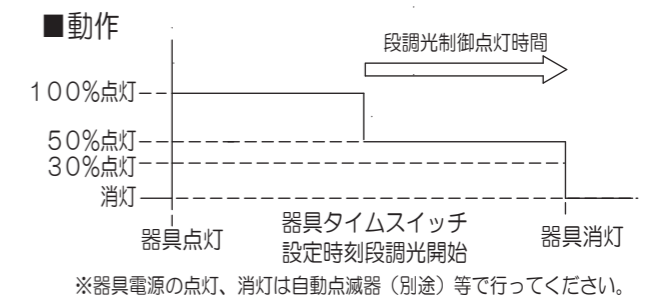 ■動作
段調光制御点灯時間
100%点灯
50%点灯
30%点灯
消灯
器具点灯
器具タイムスイッチ
設定時刻段調光開始
器具消灯
※器具電源の点灯、消灯は自動点滅器（別途）等で行ってください。